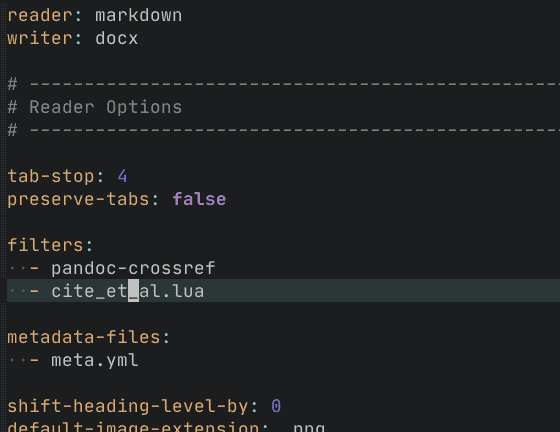 reader: markdown
writer: docx
# ------------------------------------------------
# Reader Options
# ------------------------------------------------
tab-stop: 4
preserve-tabs: false
filters:
- pandoc-crossref
- cite_et_al.lua
metadata-files:
- meta.yml
shift-heading-level-by: 0
default-image-extension: .png